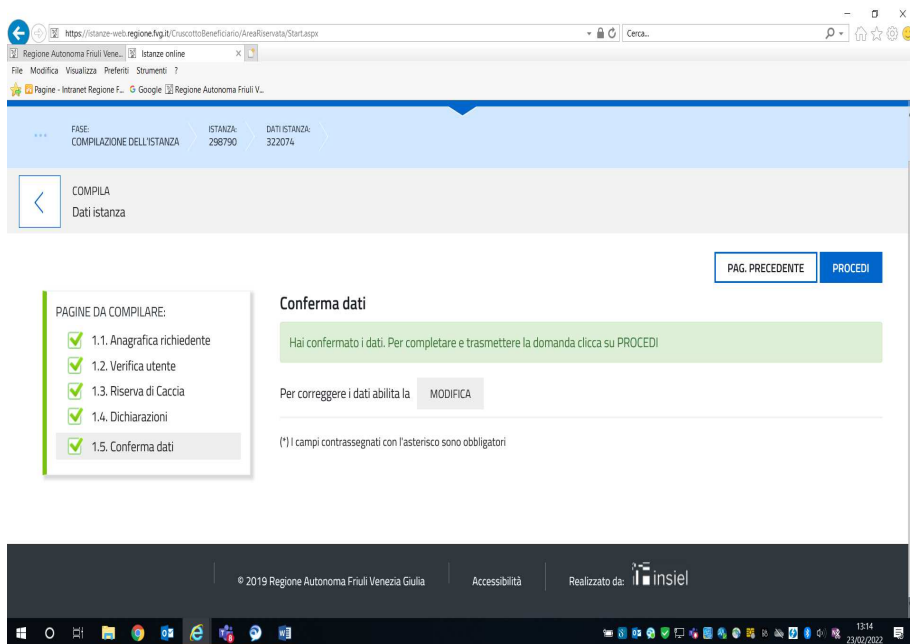 https://istanze-web.regione.fvg.it/CruscottoBeneficiario/AreaRiservata/Start.aspx
Cerca...
Regione Autonoma Friuli Vene...
Istanze online
File Modifica Visualizza Preferiti Strumenti ?
Pagine - Intranet Regione F... Google Regione Autonoma Friuli V...
... FASE: ISTANZA: DATI ISTANZA:
COMPILAZIONE DELL'ISTANZA 298790 322074
COMPILA
Dati istanza
PAG. PRECEDENTE PROCEDI
PAGINE DA COMPILARE:
1.1. Anagrafica richiedente
1.2. Verifica utente
1.3. Riserva di Caccia
1.4. Dichiarazioni
1.5. Conferma dati
Conferma dati
Hai confermato i dati. Per completare e trasmettere la domanda clicca su PROCEDI
Per correggere i dati abilita la MODIFICA
(*) I campi contrassegnati con l'asterisco sono obbligatori
© 2019 Regione Autonoma Friuli Venezia Giulia Accessibilità Realizzato da: insiel
13:14
23/02/2022